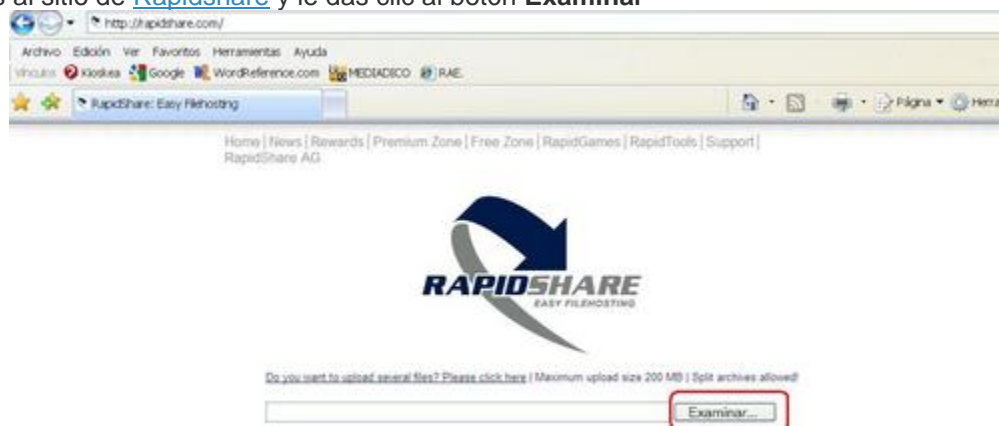 s al sitio de Rapidshare y le das clic al botón Examinar
http://rapidshare.com/
Archivo Edición Ver Favoritos Herramientas Ayuda
Vínculos Kioskea Google WordReference.com MEDIADICO RAE.
RapidShare: Easy Filehosting Página Herra
Home | News | Rewards | Premium Zone | Free Zone | RapidGames | RapidTools | Support |
RapidShare AG
RAPIDSHARE
EASY FILEHOSTING
Do you want to upload several files? Please click here | Maximum upload size 200 MB | Split archives allowed!
Examinar...